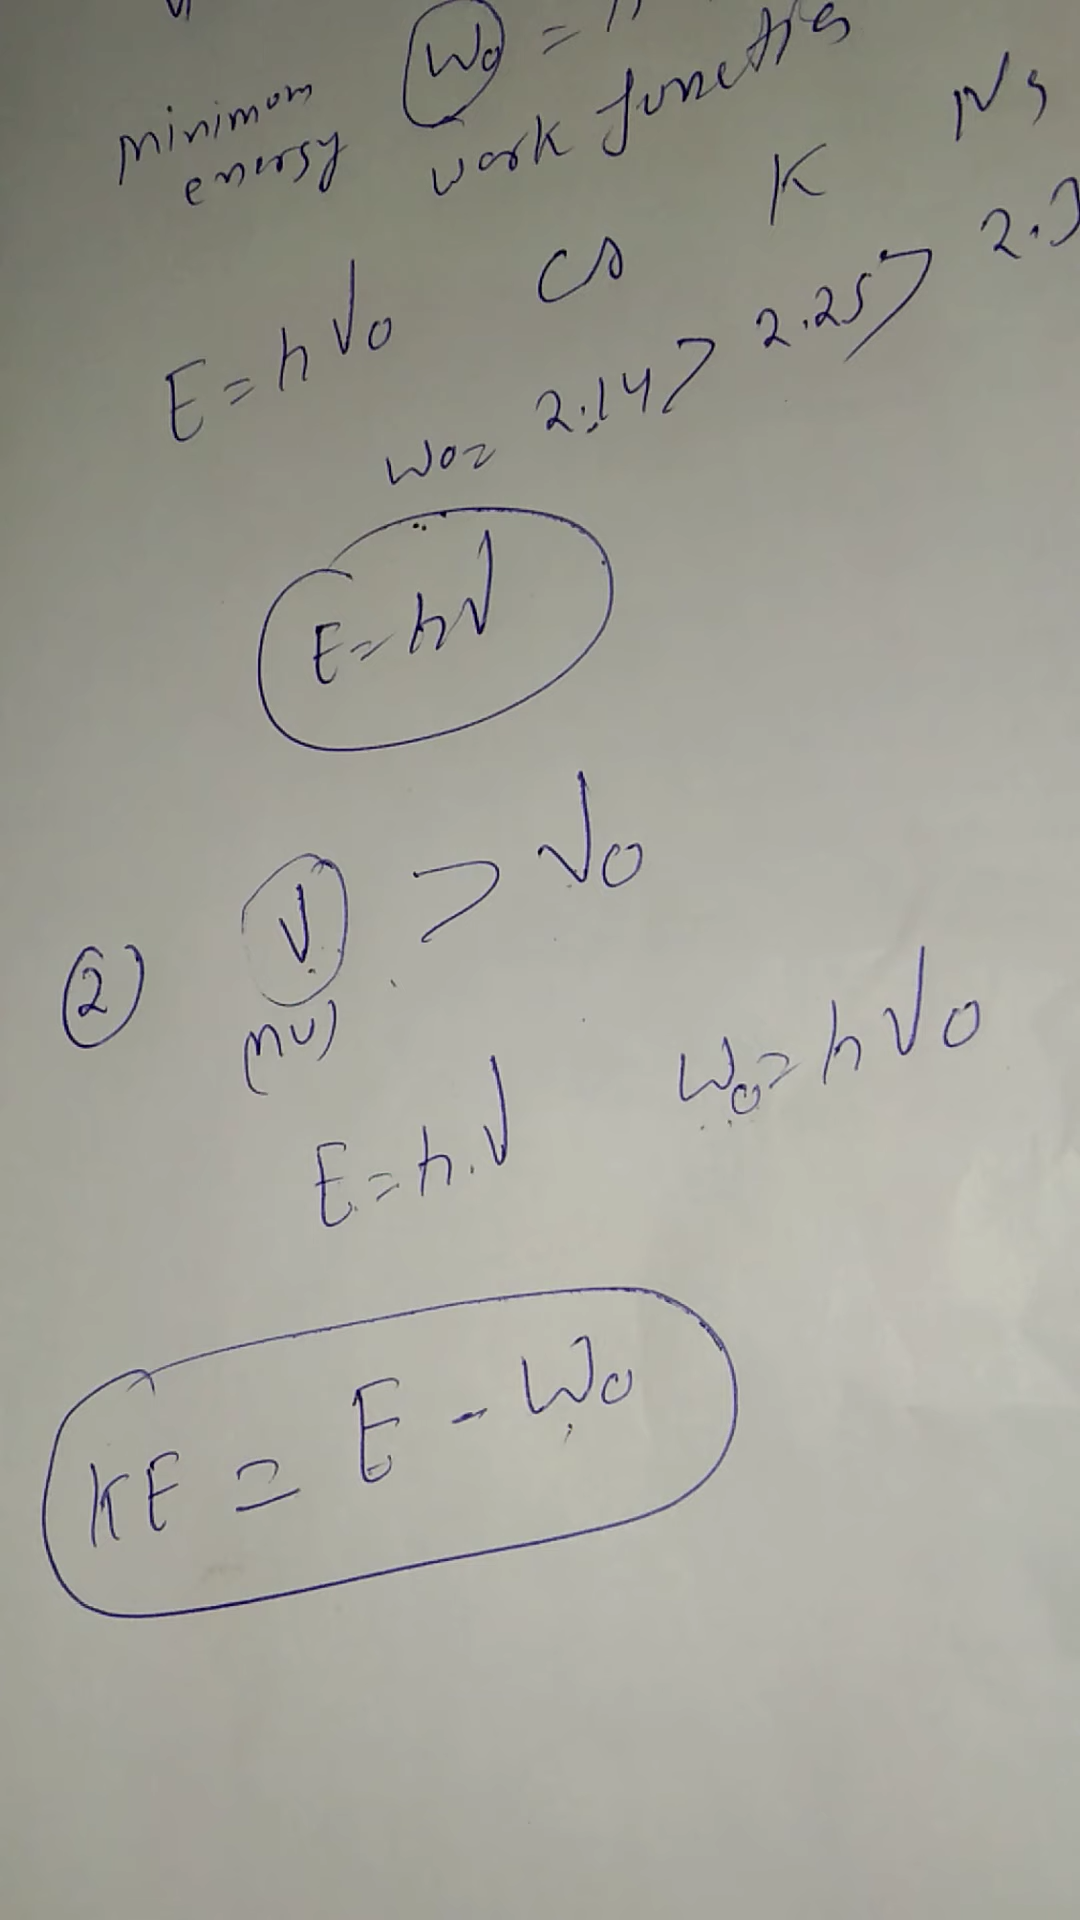 W₀ =
minimum
energy work function
Cs K Na
E = hν₀
W₀ = 2.14 > 2.25 >
E = hν
② ν > ν₀
(nu)
E = h.ν W₀ = hν₀
KE = E - W₀